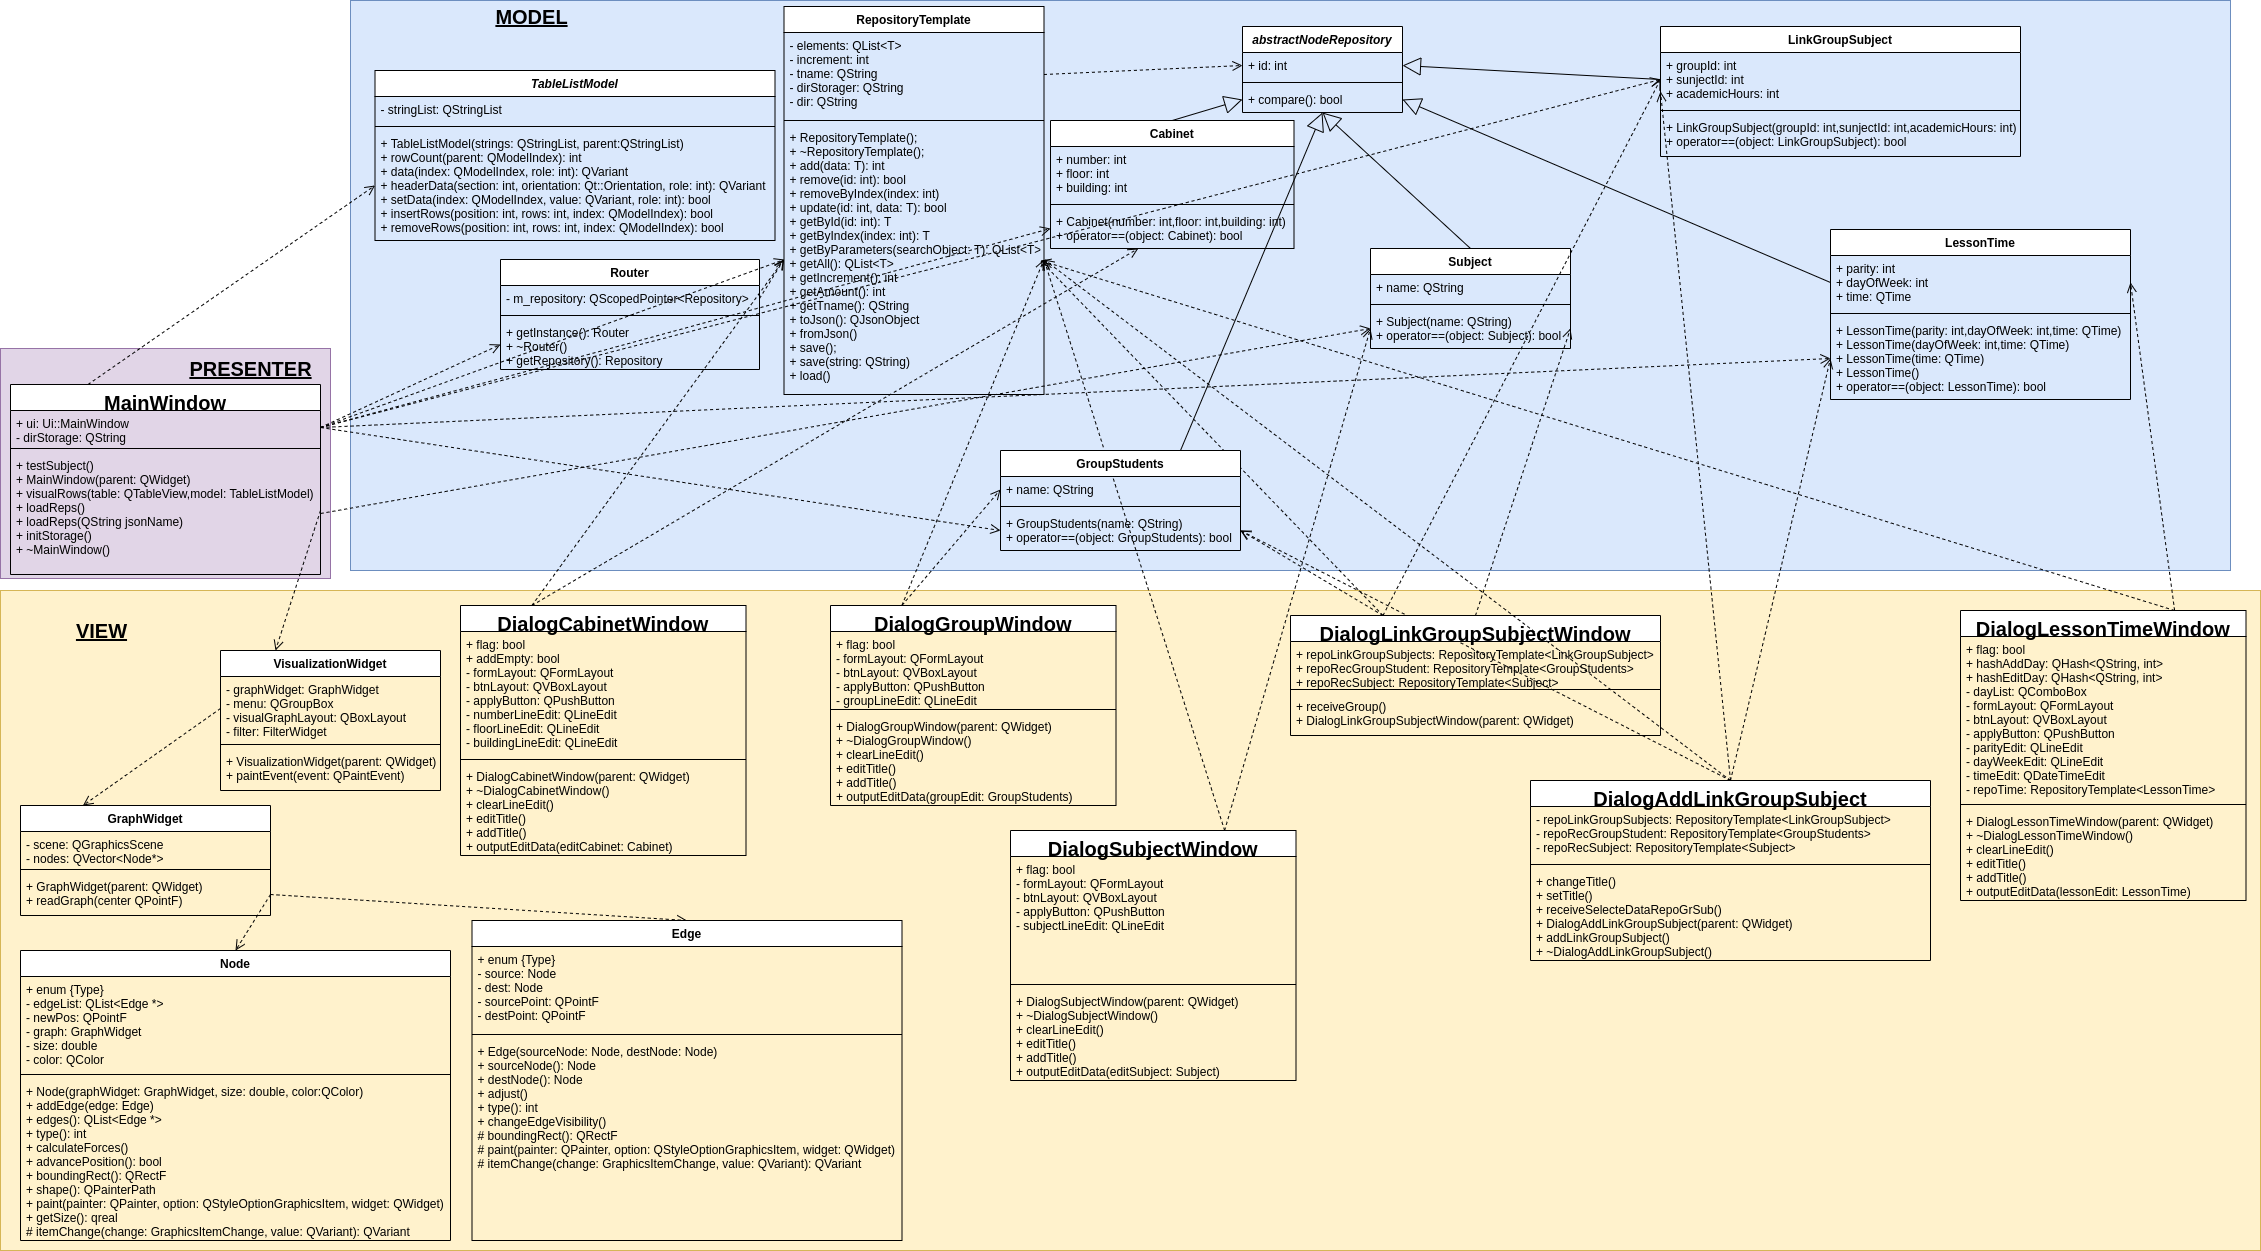 MODEL
TableListModel
- stringList: QStringList
+ TableListModel(strings: QStringList, parent:QStringList)
+ rowCount(parent: QModelIndex): int
+ data(index: QModelIndex, role: int): QVariant
+ headerData(section: int, orientation: Qt::Orientation, role: int): QVariant
+ setData(index: QModelIndex, value: QVariant, role: int): bool
+ insertRows(position: int, rows: int, index: QModelIndex): bool
+ removeRows(position: int, rows: int, index: QModelIndex): bool
Router
- m_repository: QScopedPointer<Repository>
+ getInstance(): Router
+ ~Router()
+ getRepository(): Repository
RepositoryTemplate
- elements: QList<T>
- increment: int
- tname: QString
- dirStorager: QString
- dir: QString
+ RepositoryTemplate();
+ ~RepositoryTemplate();
+ add(data: T): int
+ remove(id: int): bool
+ removeByIndex(index: int)
+ update(id: int, data: T): bool
+ getById(id: int): T
+ getByIndex(index: int): T
+ getByParameters(searchObject: T): QList<T>
+ getAll(): QList<T>
+ getIncrement(): int
+ getAmount(): int
+ getTname(): QString
+ toJson(): QJsonObject
+ fromJson()
+ save();
+ save(string: QString)
+ load()
abstractNodeRepository
+ id: int
+ compare(): bool
Cabinet
+ number: int
+ floor: int
+ building: int
+ Cabinet(number: int,floor: int,building: int)
+ operator==(object: Cabinet): bool
Subject
+ name: QString
+ Subject(name: QString)
+ operator==(object: Subject): bool
LinkGroupSubject
+ groupId: int
+ sunjectId: int
+ academicHours: int
+ LinkGroupSubject(groupId: int,sunjectId: int,academicHours: int)
+ operator==(object: LinkGroupSubject): bool
LessonTime
+ parity: int
+ dayOfWeek: int
+ time: QTime
+ LessonTime(parity: int,dayOfWeek: int,time: QTime)
+ LessonTime(dayOfWeek: int,time: QTime)
+ LessonTime(time: QTime)
+ LessonTime()
+ operator==(object: LessonTime): bool
GroupStudents
+ name: QString
+ GroupStudents(name: QString)
+ operator==(object: GroupStudents): bool
PRESENTER
MainWindow
+ ui: Ui::MainWindow
- dirStorage: QString
+ testSubject()
+ MainWindow(parent: QWidget)
+ visualRows(table: QTableView,model: TableListModel)
+ loadReps()
+ loadReps(QString jsonName)
+ initStorage()
+ ~MainWindow()
VIEW
VisualizationWidget
- graphWidget: GraphWidget
- menu: QGroupBox
- visualGraphLayout: QBoxLayout
- filter: FilterWidget
+ VisualizationWidget(parent: QWidget)
+ paintEvent(event: QPaintEvent)
GraphWidget
- scene: QGraphicsScene
- nodes: QVector<Node*>
+ GraphWidget(parent: QWidget)
+ readGraph(center QPointF)
Node
+ enum {Type}
- edgeList: QList<Edge *>
- newPos: QPointF
- graph: GraphWidget
- size: double
- color: QColor
+ Node(graphWidget: GraphWidget, size: double, color:QColor)
+ addEdge(edge: Edge)
+ edges(): QList<Edge *>
+ type(): int
+ calculateForces()
+ advancePosition(): bool
+ boundingRect(): QRectF
+ shape(): QPainterPath
+ paint(painter: QPainter, option: QStyleOptionGraphicsItem, widget: QWidget)
+ getSize(): qreal
# itemChange(change: GraphicsItemChange, value: QVariant): QVariant
DialogCabinetWindow
+ flag: bool
+ addEmpty: bool
- formLayout: QFormLayout
- btnLayout: QVBoxLayout
- applyButton: QPushButton
- numberLineEdit: QLineEdit
- floorLineEdit: QLineEdit
- buildingLineEdit: QLineEdit
+ DialogCabinetWindow(parent: QWidget)
+ ~DialogCabinetWindow()
+ clearLineEdit()
+ editTitle()
+ addTitle()
+ outputEditData(editCabinet: Cabinet)
Edge
+ enum {Type}
- source: Node
- dest: Node
- sourcePoint: QPointF
- destPoint: QPointF
+ Edge(sourceNode: Node, destNode: Node)
+ sourceNode(): Node
+ destNode(): Node
+ adjust()
+ type(): int
+ changeEdgeVisibility()
# boundingRect(): QRectF
# paint(painter: QPainter, option: QStyleOptionGraphicsItem, widget: QWidget)
# itemChange(change: GraphicsItemChange, value: QVariant): QVariant
DialogGroupWindow
+ flag: bool
- formLayout: QFormLayout
- btnLayout: QVBoxLayout
- applyButton: QPushButton
- groupLineEdit: QLineEdit
+ DialogGroupWindow(parent: QWidget)
+ ~DialogGroupWindow()
+ clearLineEdit()
+ editTitle()
+ addTitle()
+ outputEditData(groupEdit: GroupStudents)
DialogSubjectWindow
+ flag: bool
- formLayout: QFormLayout
- btnLayout: QVBoxLayout
- applyButton: QPushButton
- subjectLineEdit: QLineEdit
+ DialogSubjectWindow(parent: QWidget)
+ ~DialogSubjectWindow()
+ clearLineEdit()
+ editTitle()
+ addTitle()
+ outputEditData(editSubject: Subject)
DialogLinkGroupSubjectWindow
+ repoLinkGroupSubjects: RepositoryTemplate<LinkGroupSubject>
+ repoRecGroupStudent: RepositoryTemplate<GroupStudents>
+ repoRecSubject: RepositoryTemplate<Subject>
+ receiveGroup()
+ DialogLinkGroupSubjectWindow(parent: QWidget)
DialogAddLinkGroupSubject
- repoLinkGroupSubjects: RepositoryTemplate<LinkGroupSubject>
- repoRecGroupStudent: RepositoryTemplate<GroupStudents>
- repoRecSubject: RepositoryTemplate<Subject>
+ changeTitle()
+ setTitle()
+ receiveSelecteDataRepoGrSub()
+ DialogAddLinkGroupSubject(parent: QWidget)
+ addLinkGroupSubject()
+ ~DialogAddLinkGroupSubject()
DialogLessonTimeWindow
+ flag: bool
+ hashAddDay: QHash<QString, int>
+ hashEditDay: QHash<QString, int>
- dayList: QComboBox
- formLayout: QFormLayout
- btnLayout: QVBoxLayout
- applyButton: QPushButton
- parityEdit: QLineEdit
- dayWeekEdit: QLineEdit
- timeEdit: QDateTimeEdit
- repoTime: RepositoryTemplate<LessonTime>
+ DialogLessonTimeWindow(parent: QWidget)
+ ~DialogLessonTimeWindow()
+ clearLineEdit()
+ editTitle()
+ addTitle()
+ outputEditData(lessonEdit: LessonTime)